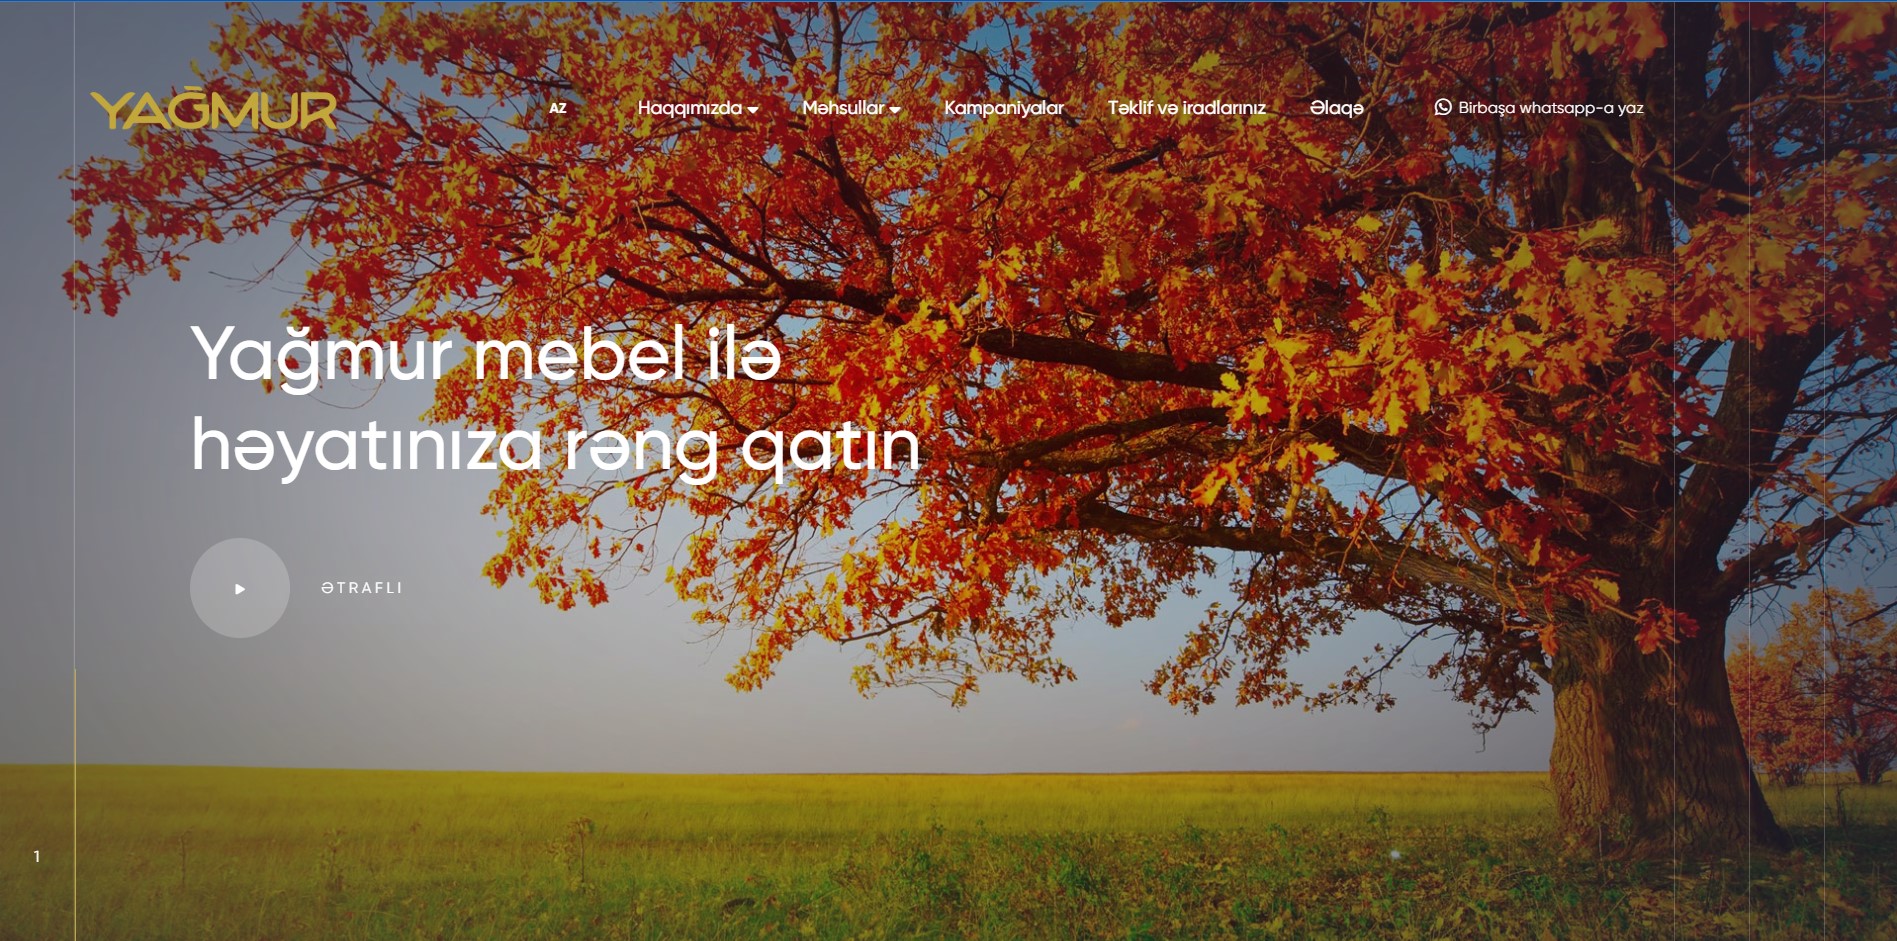 YAĞMUR
AZ
Haqqımızda
Məhsullar
Kampaniyalar
Təklif və iradlarınız
Əlaqə
Birbaşa whatsapp-a yaz
Yağmur mebel ilə
həyatınıza rəng qatın
ƏTRAFLI
1